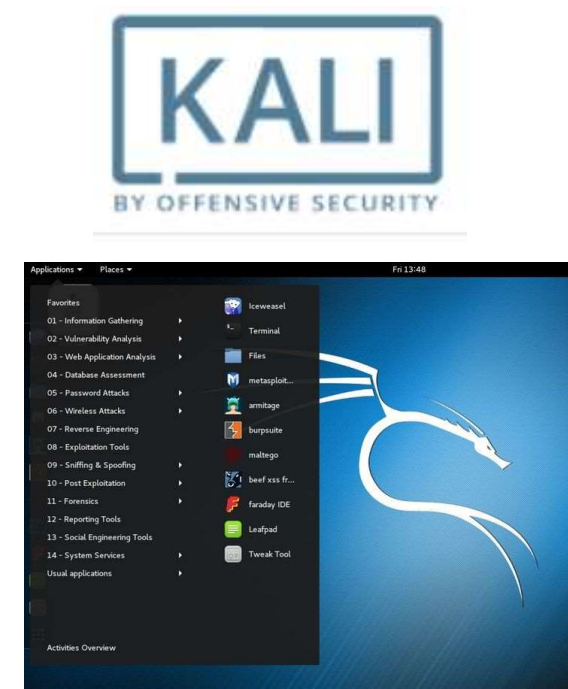 KALI
BY OFFENSIVE SECURITY
Applications Places Fri 13:48
Favorites
01 - Information Gathering
02 - Vulnerability Analysis
03 - Web Application Analysis
04 - Database Assessment
05 - Password Attacks
06 - Wireless Attacks
07 - Reverse Engineering
08 - Exploitation Tools
09 - Sniffing & Spoofing
10 - Post Exploitation
11 - Forensics
12 - Reporting Tools
13 - Social Engineering Tools
14 - System Services
Usual applications
Activities Overview
Iceweasel
Terminal
Files
metasploit...
armitage
burpsuite
maltego
beef xss fr...
faraday IDE
Leafpad
Tweak Tool